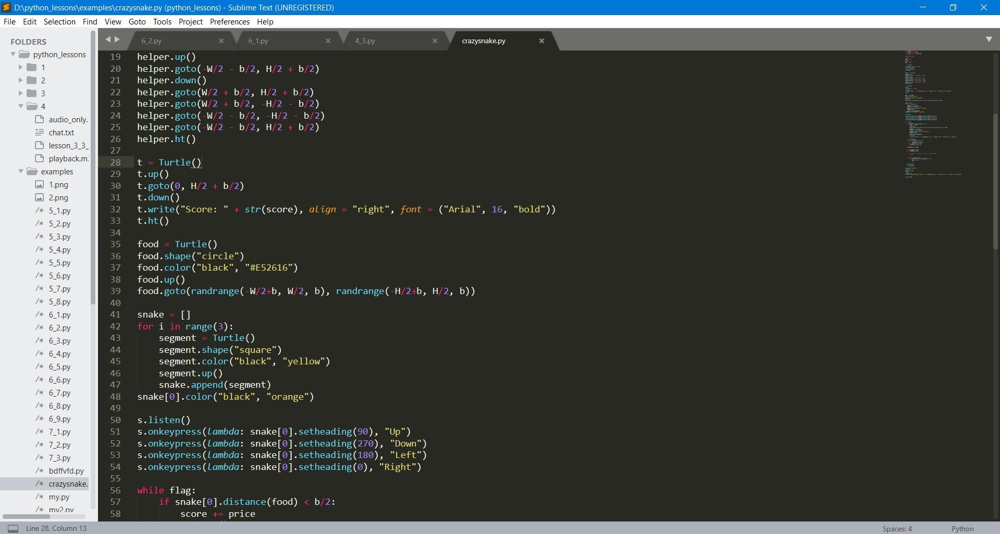 D:\python_lessons\examples\crazysnake.py (python_lessons) - Sublime Text (UNREGISTERED)
File Edit Selection Find View Goto Tools Project Preferences Help
FOLDERS
python_lessons
1
2
3
4
audio_only.
chat.txt
lesson_3_3_
playback.m
examples
1.png
2.png
/* 5_1.py
/* 5_2.py
/* 5_3.py
/* 5_4.py
/* 5_5.py
/* 5_6.py
/* 5_7.py
/* 5_8.py
/* 6_1.py
/* 6_2.py
/* 6_3.py
/* 6_4.py
/* 6_5.py
/* 6_6.py
/* 6_7.py
/* 6_8.py
/* 6_9.py
/* 7_1.py
/* 7_2.py
/* 7_3.py
/* bdffvfd.py
/* crazysnake.
/* my.py
/* my2.py
6_2.py × 6_1.py × 4_3.py × crazysnake.py ×
19 helper.up()
20 helper.goto(-W/2 - b/2, H/2 + b/2)
21 helper.down()
22 helper.goto(W/2 + b/2, H/2 + b/2)
23 helper.goto(W/2 + b/2, -H/2 - b/2)
24 helper.goto(-W/2 - b/2, -H/2 - b/2)
25 helper.goto(-W/2 - b/2, H/2 + b/2)
26 helper.ht()
27
28 t = Turtle()
29 t.up()
30 t.goto(0, H/2 + b/2)
31 t.down()
32 t.write("Score: " + str(score), align = "right", font = ("Arial", 16, "bold"))
33 t.ht()
34
35 food = Turtle()
36 food.shape("circle")
37 food.color("black", "#E52616")
38 food.up()
39 food.goto(randrange(-W/2+b, W/2, b), randrange(-H/2+b, H/2, b))
40
41 snake = []
42 for i in range(3):
43     segment = Turtle()
44     segment.shape("square")
45     segment.color("black", "yellow")
46     segment.up()
47     snake.append(segment)
48 snake[0].color("black", "orange")
49
50 s.listen()
51 s.onkeypress(lambda: snake[0].setheading(90), "Up")
52 s.onkeypress(lambda: snake[0].setheading(270), "Down")
53 s.onkeypress(lambda: snake[0].setheading(180), "Left")
54 s.onkeypress(lambda: snake[0].setheading(0), "Right")
55
56 while flag:
57     if snake[0].distance(food) < b/2:
58         score += price
Line 28, Column 13 Spaces: 4 Python